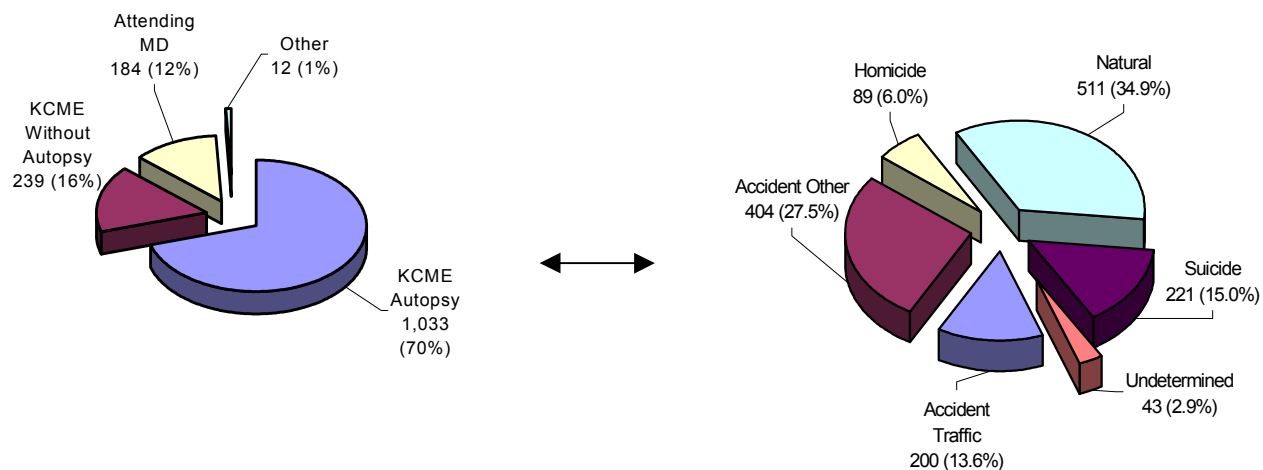 Attending
MD
184 (12%)
Other
12 (1%)
KCME
Without
Autopsy
239 (16%)
KCME
Autopsy
1,033
(70%)
Homicide
89 (6.0%)
Natural
511 (34.9%)
Accident Other
404 (27.5%)
Suicide
221 (15.0%)
Undetermined
43 (2.9%)
Accident
Traffic
200 (13.6%)